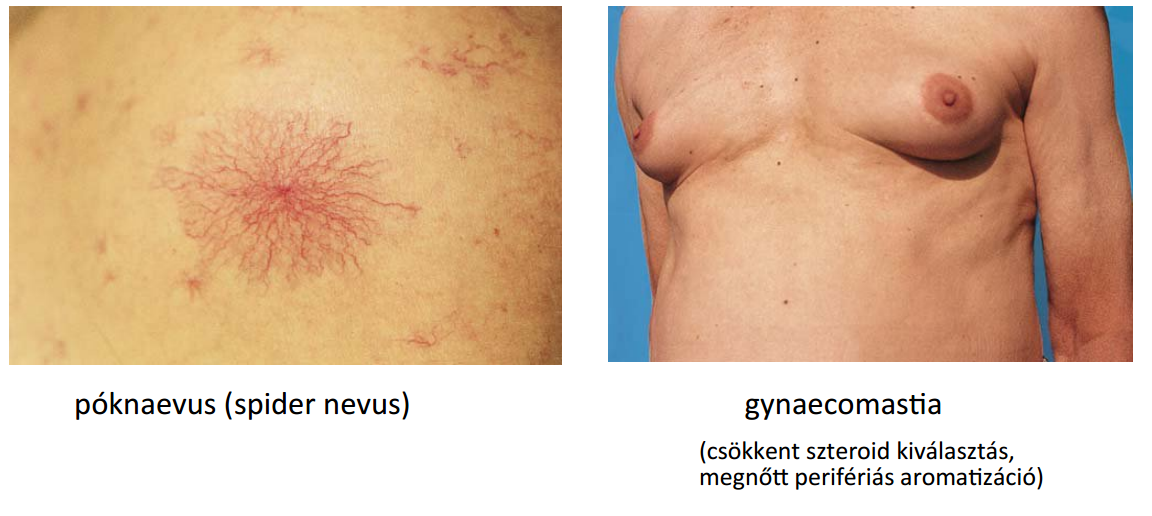 póknaevus (spider nevus)
gynaecomastia
(csökkent szteroid kiválasztás,
megnőtt perifériás aromatizáció)